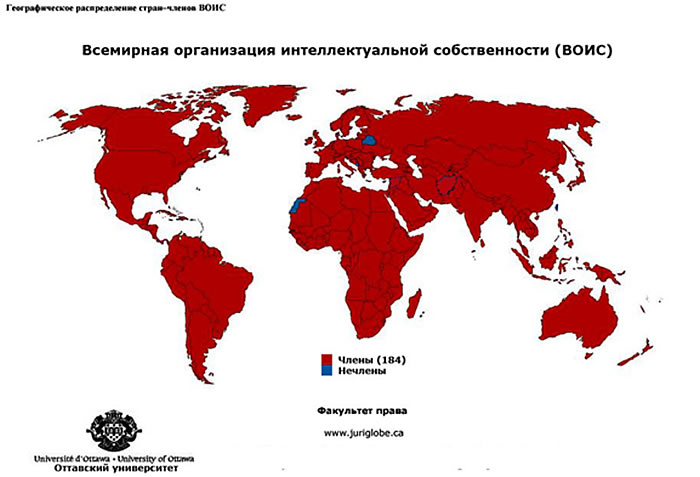 Географическое распределение стран-членов ВОИС
Всемирная организация интеллектуальной собственности (ВОИС)
Члены (184)
Нечлены
Факультет права
www.juriglobe.ca
Université d'Ottawa • University of Ottawa
Оттавский университет